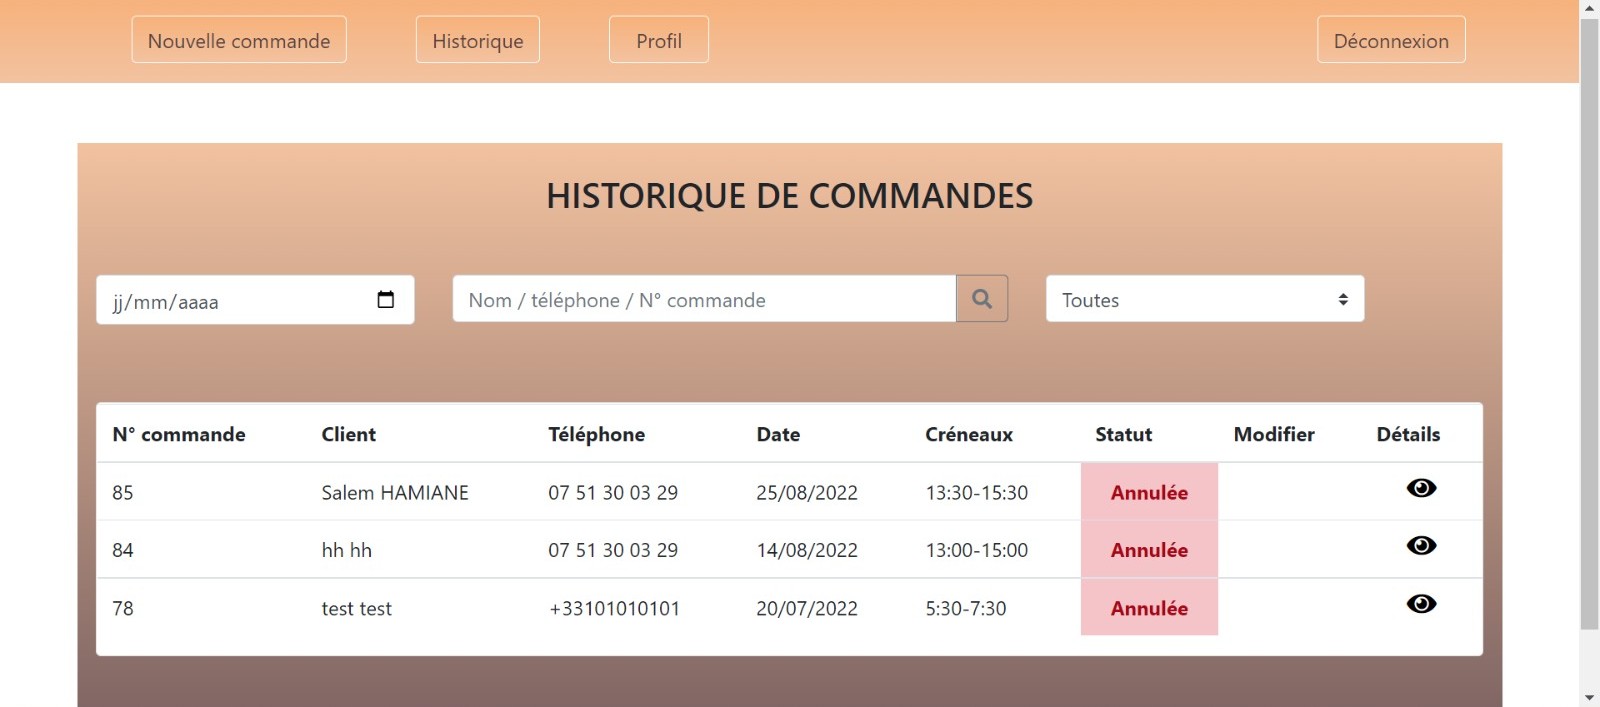 Nouvelle commande Historique Profil Déconnexion
HISTORIQUE DE COMMANDES
jj/mm/aaaa Nom / téléphone / N° commande Toutes
N° commande Client Téléphone Date Créneaux Statut Modifier Détails
85 Salem HAMIANE 07 51 30 03 29 25/08/2022 13:30-15:30 Annulée
84 hh hh 07 51 30 03 29 14/08/2022 13:00-15:00 Annulée
78 test test +33101010101 20/07/2022 5:30-7:30 Annulée